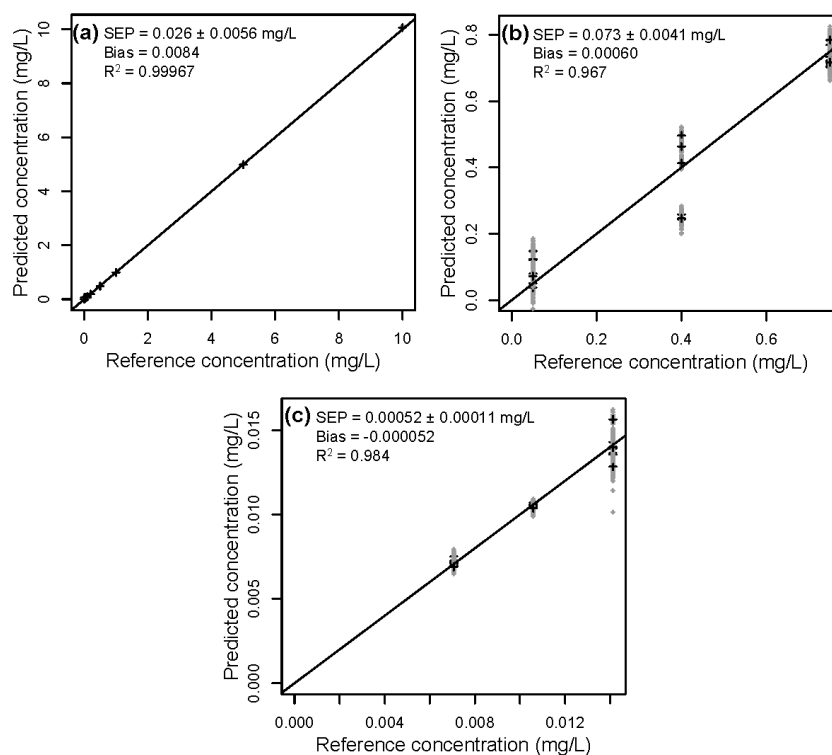 (a)
SEP = 0.026 ± 0.0056 mg/L
Bias = 0.0084
R² = 0.99967
Predicted concentration (mg/L)
10
8
6
4
2
0
0 2 4 6 8 10
Reference concentration (mg/L)
(b)
SEP = 0.073 ± 0.0041 mg/L
Bias = 0.00060
R² = 0.967
Predicted concentration (mg/L)
0.8
0.6
0.4
0.2
0.0
0.0 0.2 0.4 0.6
Reference concentration (mg/L)
(c)
SEP = 0.00052 ± 0.00011 mg/L
Bias = -0.000052
R² = 0.984
Predicted concentration (mg/L)
0.015
0.010
0.005
0.000
0.000 0.004 0.008 0.012
Reference concentration (mg/L)